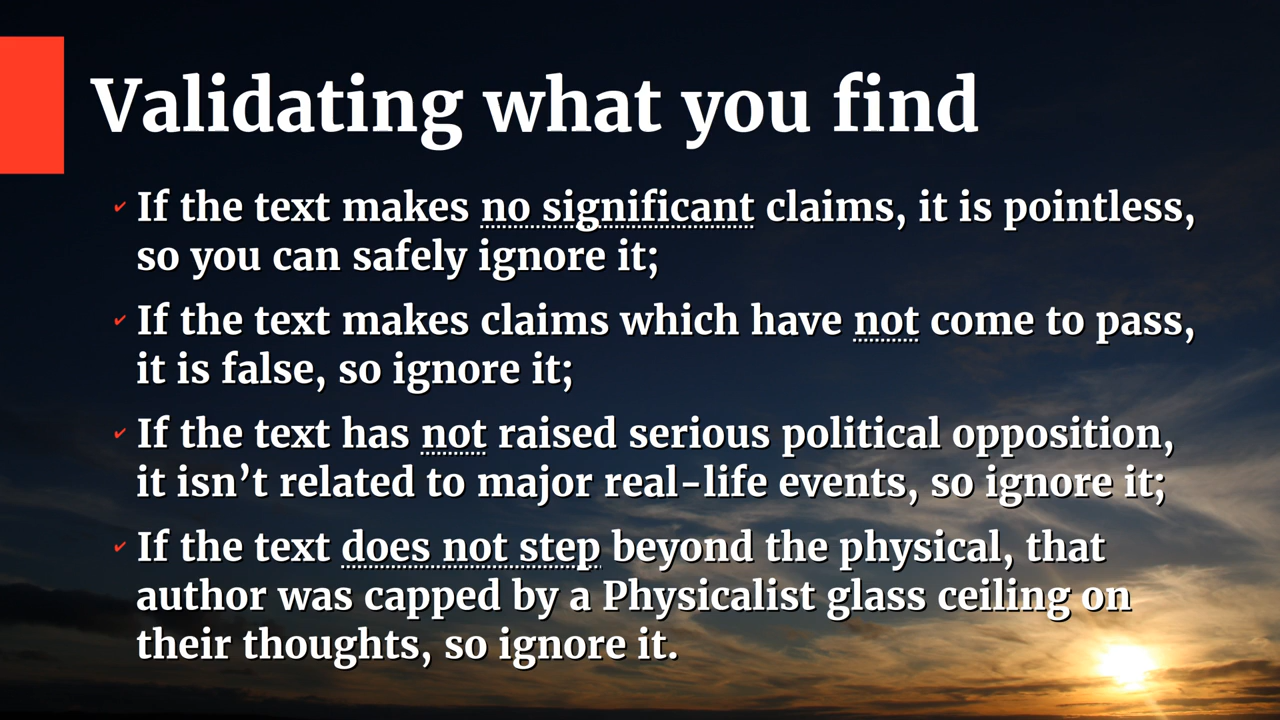 Validating what you find
✓ If the text makes no significant claims, it is pointless,
so you can safely ignore it;
✓ If the text makes claims which have not come to pass,
it is false, so ignore it;
✓ If the text has not raised serious political opposition,
it isn’t related to major real-life events, so ignore it;
✓ If the text does not step beyond the physical, that
author was capped by a Physicalist glass ceiling on
their thoughts, so ignore it.